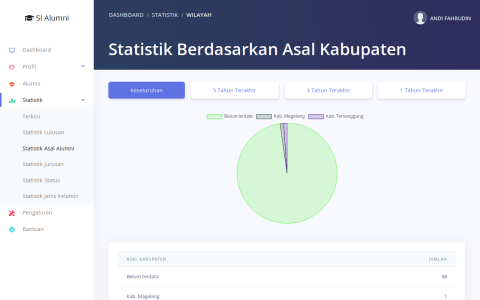 SI Alumni
Dashboard
Profil
Alumni
Statistik
Terkini
Statistik Lulusan
Statistik Asal Alumni
Statistik Jurusan
Statistik Status
Statistik Jenis Kelamin
Pengaturan
Bantuan
DASHBOARD / STATISTIK / WILAYAH
ANDI FAHRUDIN
Statistik Berdasarkan Asal Kabupaten
Keseluruhan
5 Tahun Terakhir
3 Tahun Terakhir
1 Tahun Terakhir
Belum terdata
Kab. Magelang
Kab. Temanggung
ASAL KABUPATEN JUMLAH
Belum terdata 88
Kab. Magelang 1